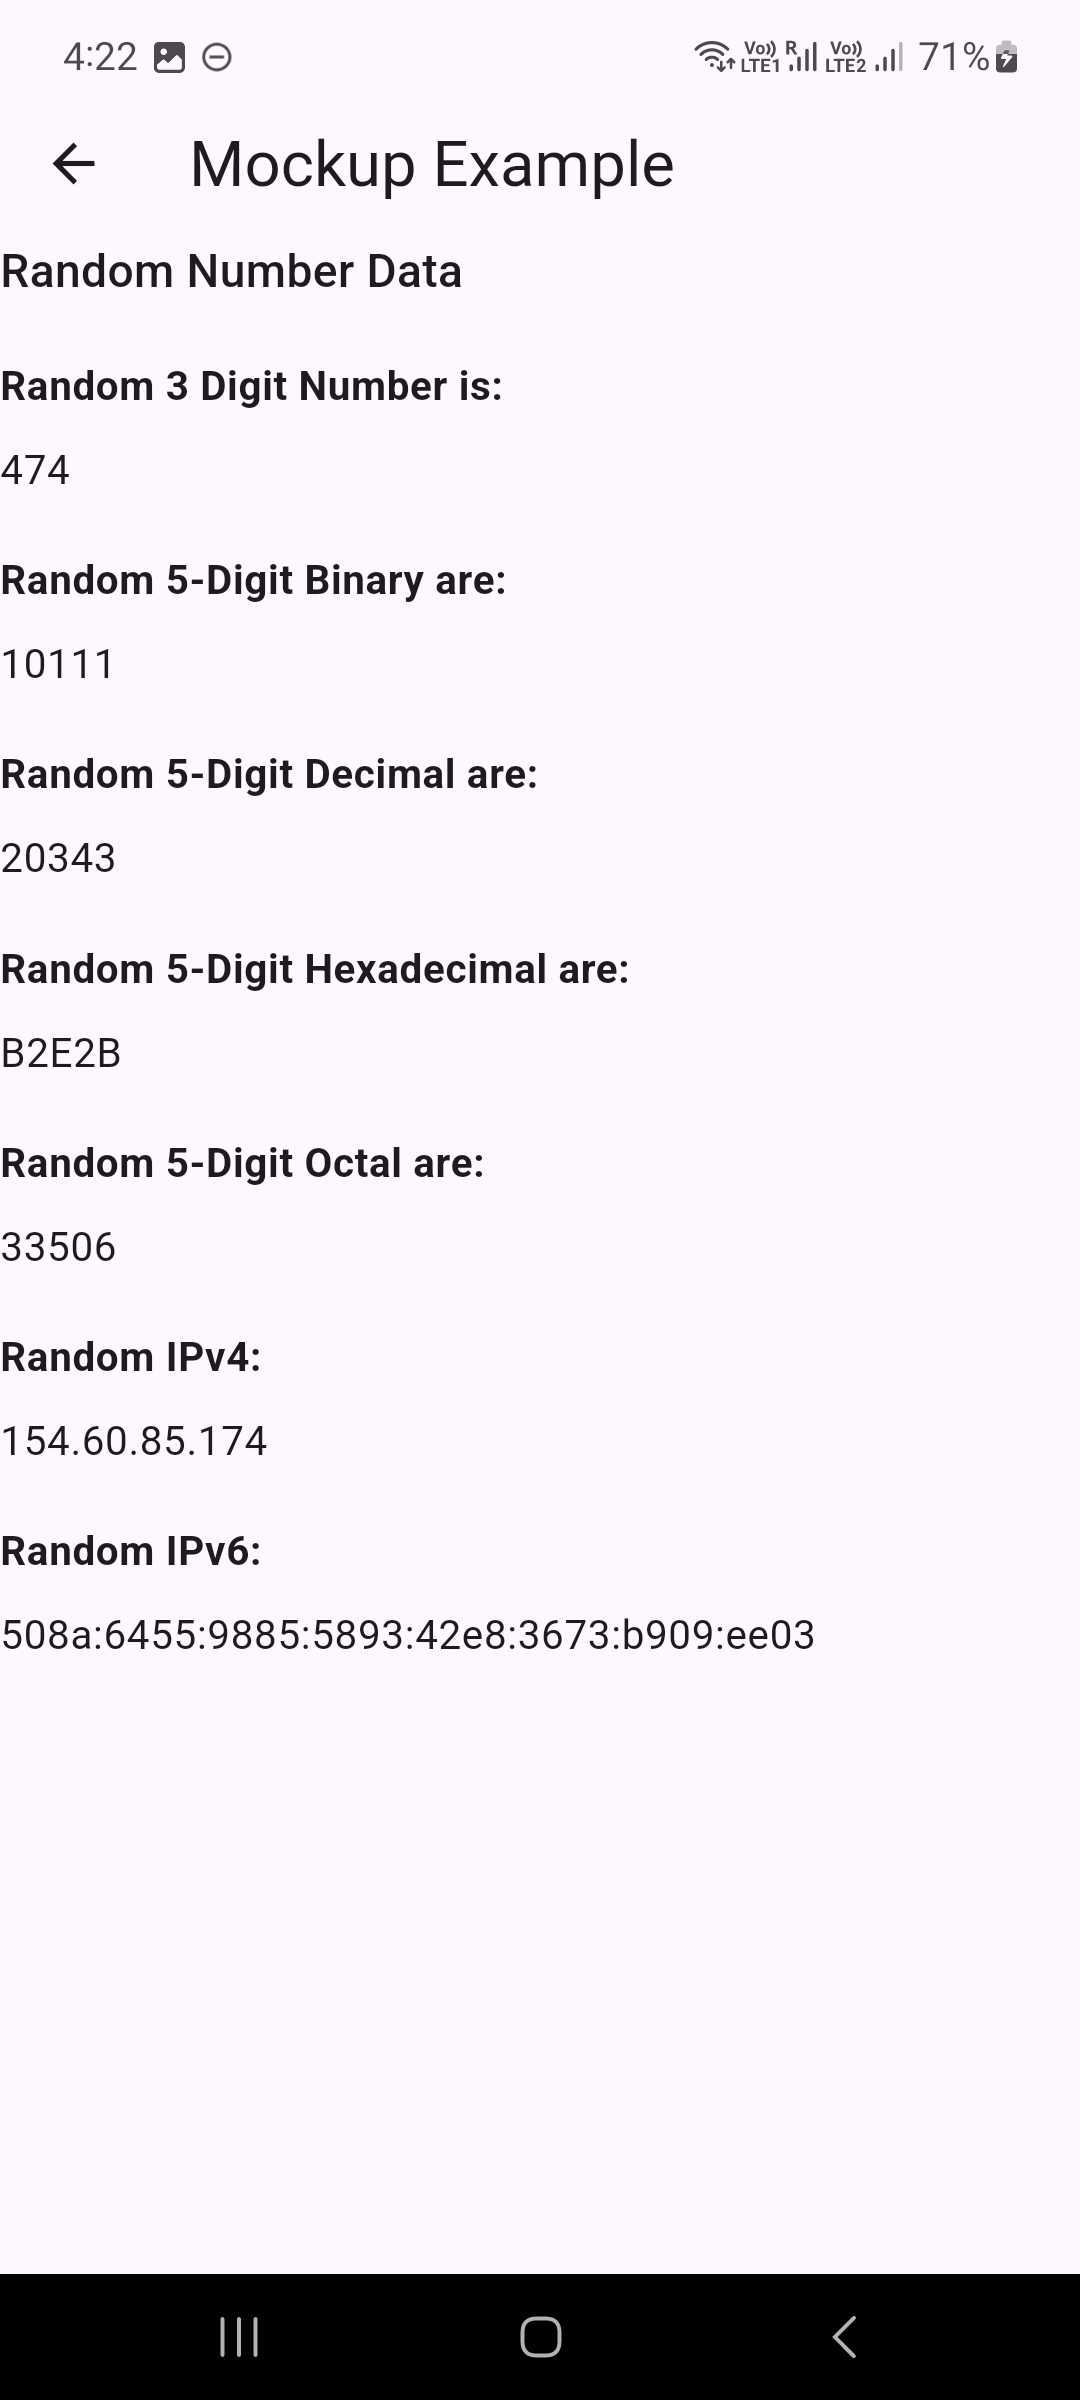 4:22
Vo)) R Vo))
LTE1 LTE2 71%
Mockup Example
Random Number Data
Random 3 Digit Number is:
474
Random 5-Digit Binary are:
10111
Random 5-Digit Decimal are:
20343
Random 5-Digit Hexadecimal are:
B2E2B
Random 5-Digit Octal are:
33506
Random IPv4:
154.60.85.174
Random IPv6:
508a:6455:9885:5893:42e8:3673:b909:ee03